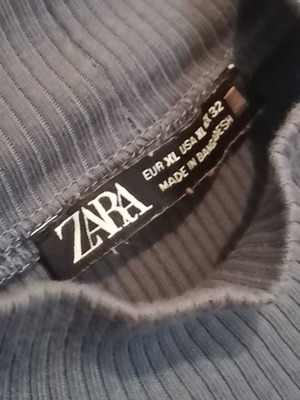 ZARA
EUR XL USA XL 32
MADE IN BANGLADESH